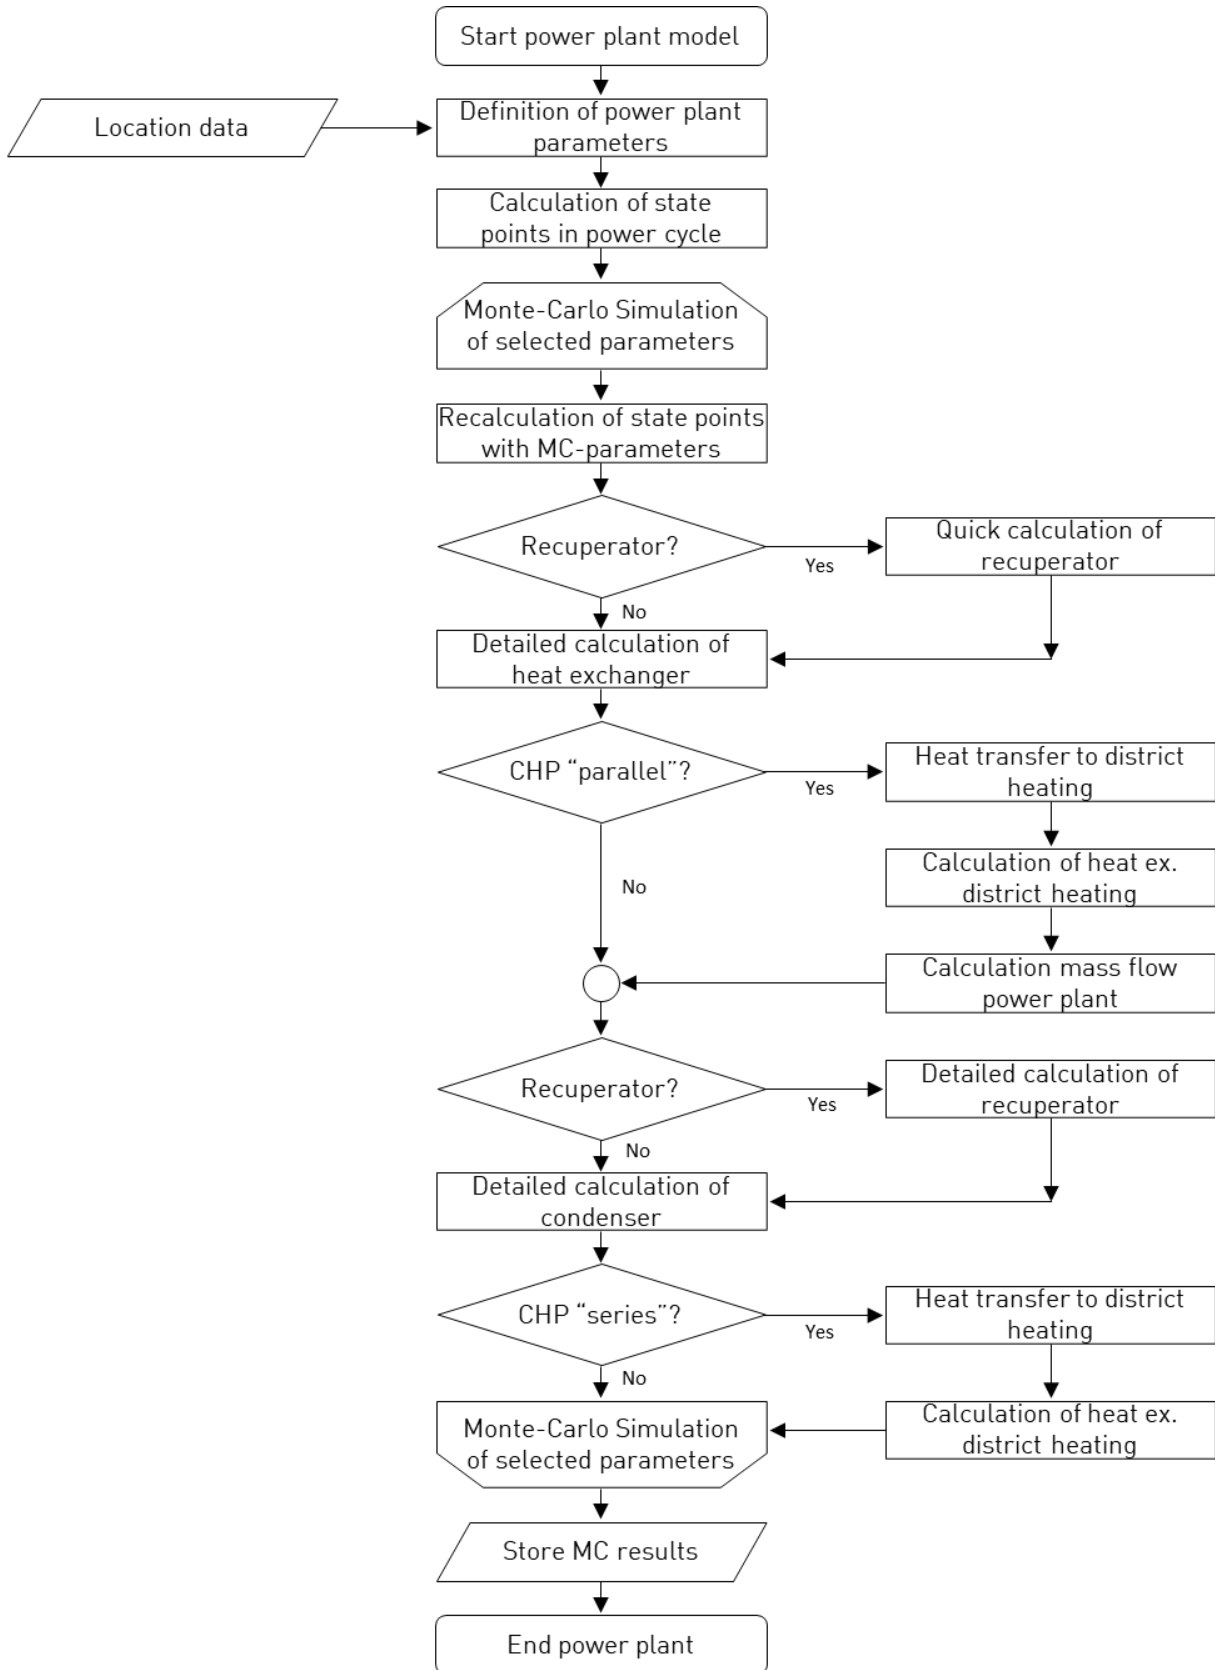 Start power plant model
Location data
Definition of power plant
parameters
Calculation of state
points in power cycle
Monte-Carlo Simulation
of selected parameters
Recalculation of state points
with MC-parameters
Recuperator?
Yes
Quick calculation of
recuperator
No
Detailed calculation of
heat exchanger
CHP “parallel”?
Yes
Heat transfer to district
heating
No
Calculation of heat ex.
district heating
Calculation mass flow
power plant
Recuperator?
Yes
Detailed calculation of
recuperator
No
Detailed calculation of
condenser
CHP “series”?
Yes
Heat transfer to district
heating
No
Monte-Carlo Simulation
of selected parameters
Calculation of heat ex.
district heating
Store MC results
End power plant